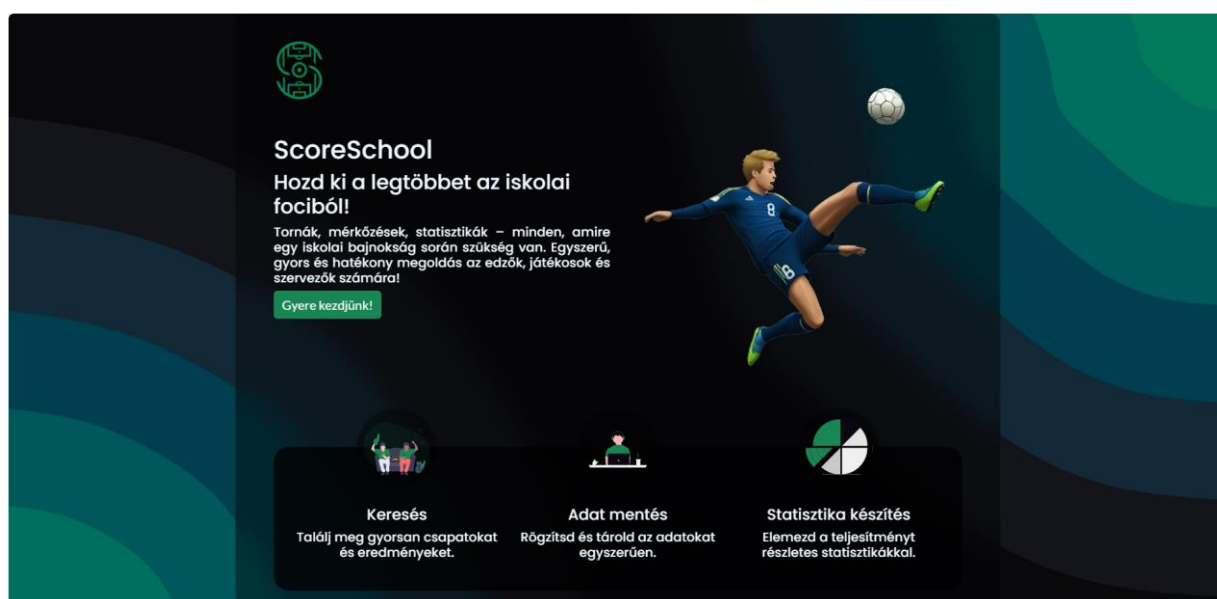 ScoreSchool
Hozd ki a legtöbbet az iskolai
fociból!
Tornák, mérkőzések, statisztikák – minden, amire
egy iskolai bajnokság során szükség van. Egyszerű,
gyors és hatékony megoldás az edzők, játékosok és
szervezők számára!
Gyere kezdjünk!
8
8
Keresés
Találj meg gyorsan csapatokat
és eredményeket.
Adat mentés
Rögzítsd és tárold az adatokat
egyszerűen.
Statisztika készítés
Elemezd a teljesítményt
részletes statisztikákkal.